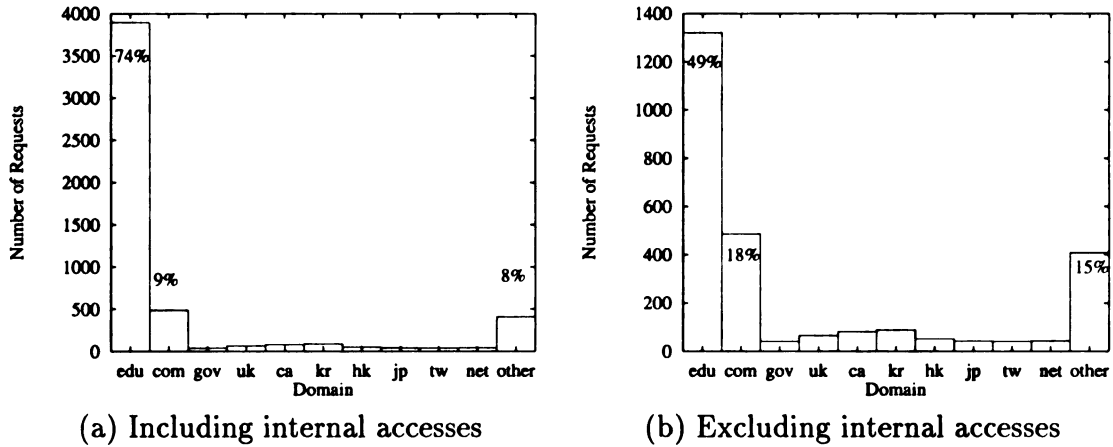 4000
3500
3000
2500
2000
1500
1000
500
0
Number of Requests
74%
9%
8%
edu com gov uk ca kr hk jp tw net other
Domain
(a) Including internal accesses
1400
1200
1000
800
600
400
200
0
Number of Requests
49%
18%
15%
edu com gov uk ca kr hk jp tw net other
Domain
(b) Excluding internal accesses